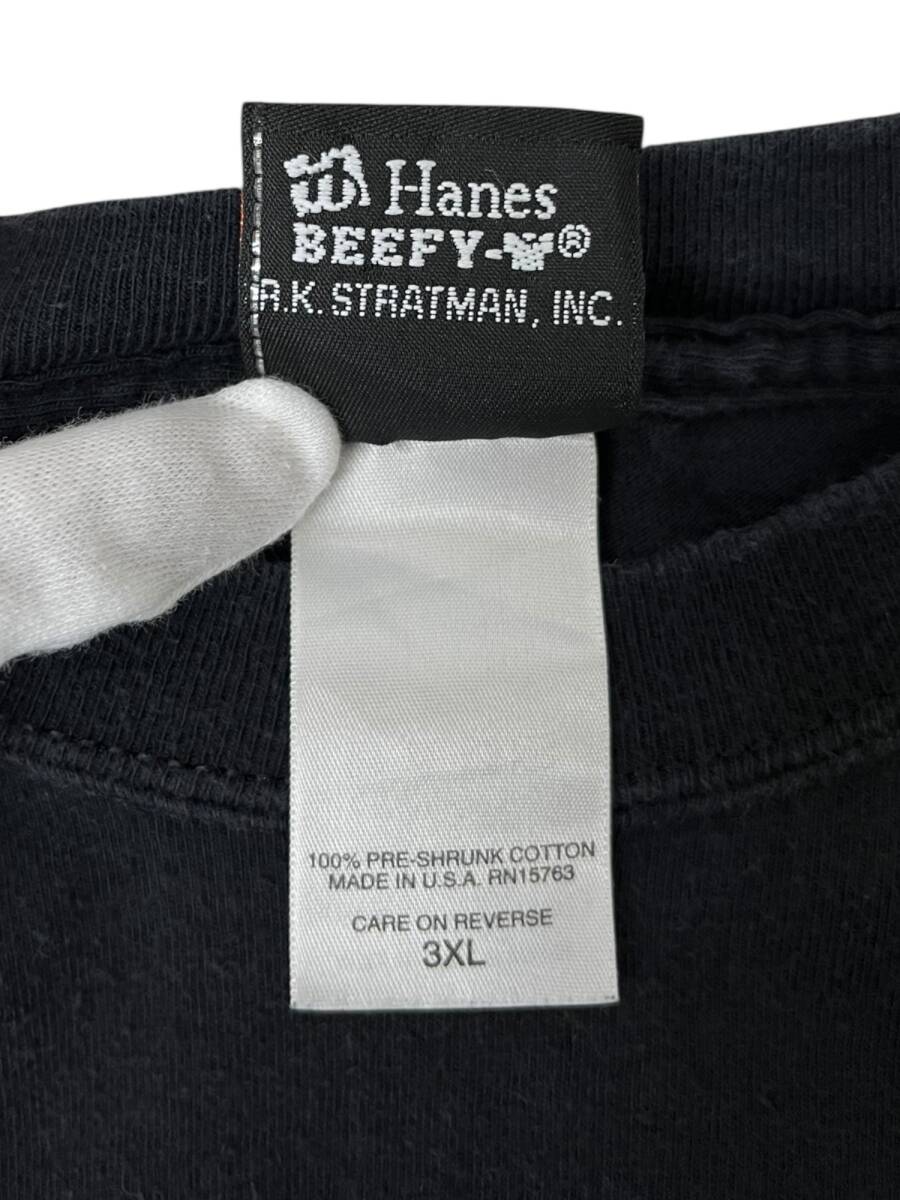 Hanes
BEEFY-T®
R.K. STRATMAN, INC.
100% PRE-SHRUNK COTTON
MADE IN U.S.A. RN15763
CARE ON REVERSE
3XL